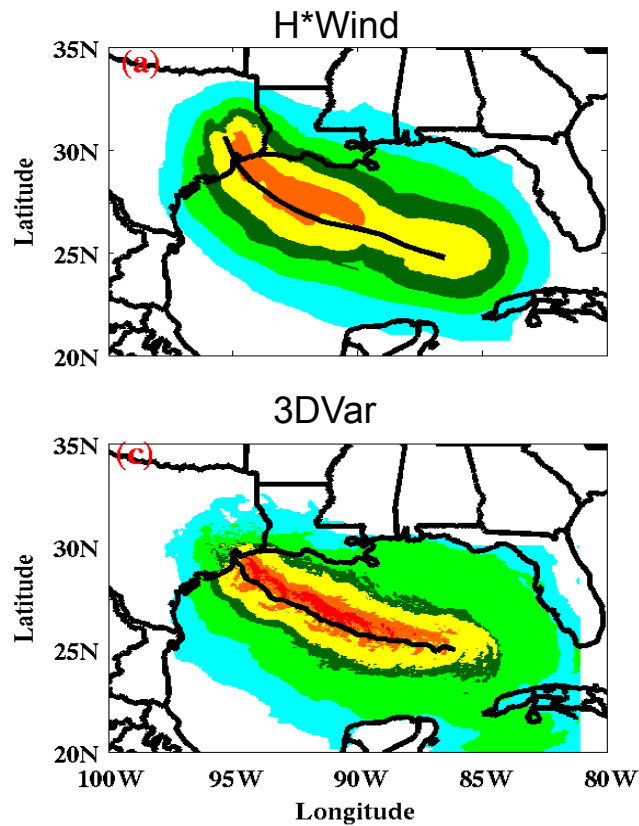 H*Wind
(a)
35N
30N
25N
20N
Latitude
3DVar
(c)
35N
30N
25N
20N
Latitude
100W 95W 90W 85W 80W
Longitude